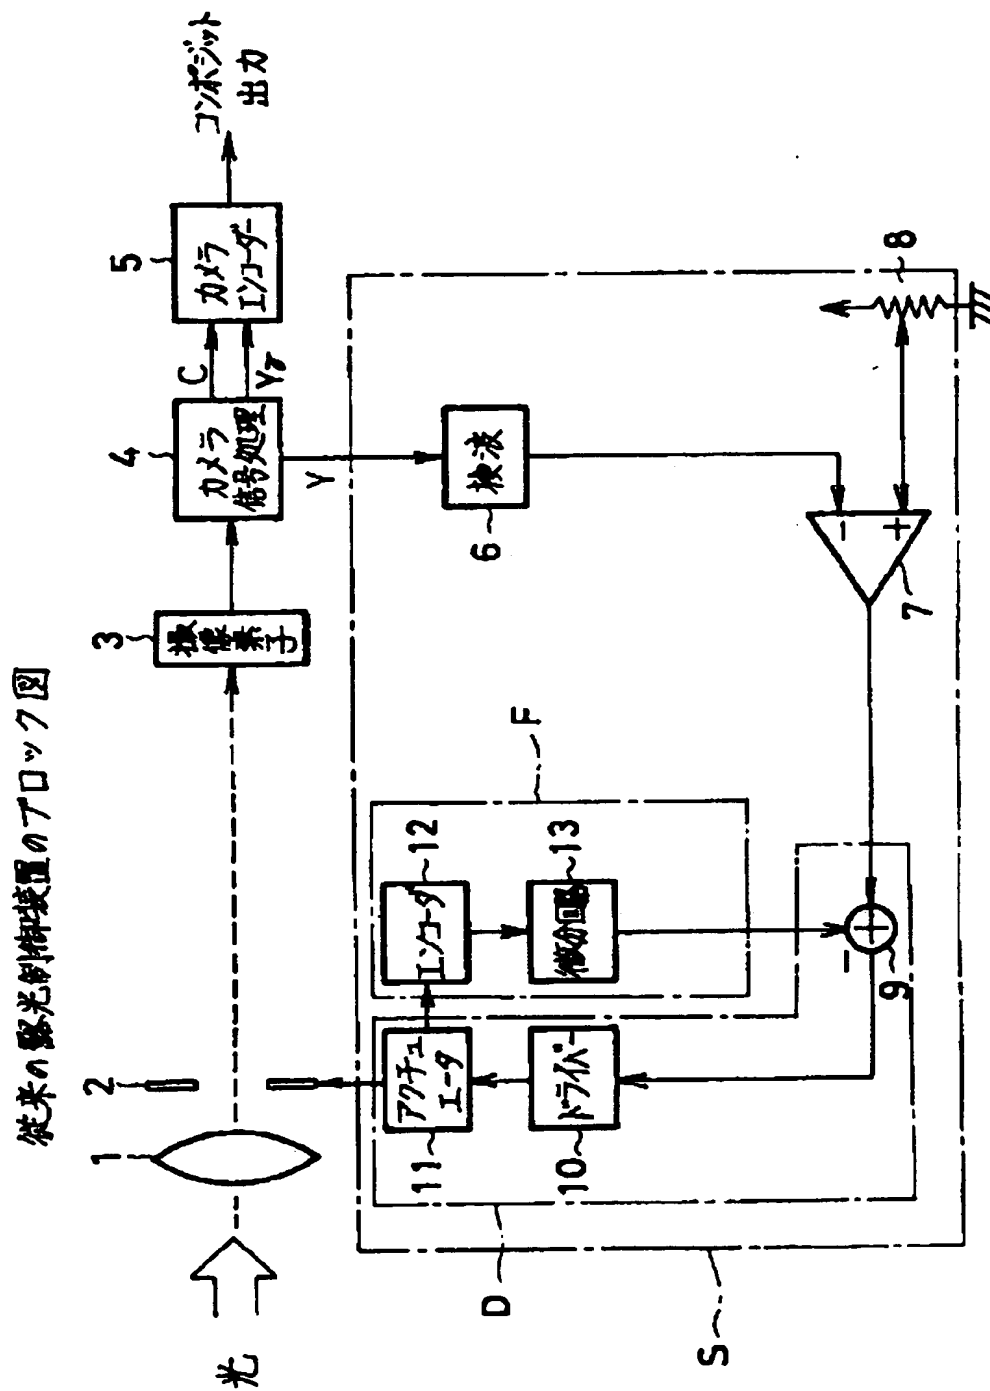 従来の露光制御装置のブロック図
光
1
2
3
撮像素子
4
カメラ
信号処理
C
Yγ
5
カメラ
エンコーダー
コンポジット
出力
Y
6
検波
-
+
7
8
F
エンコーダ
12
微分回路
13
アクチュ
エータ
11
ドライバー
10
-
+
9
D
S